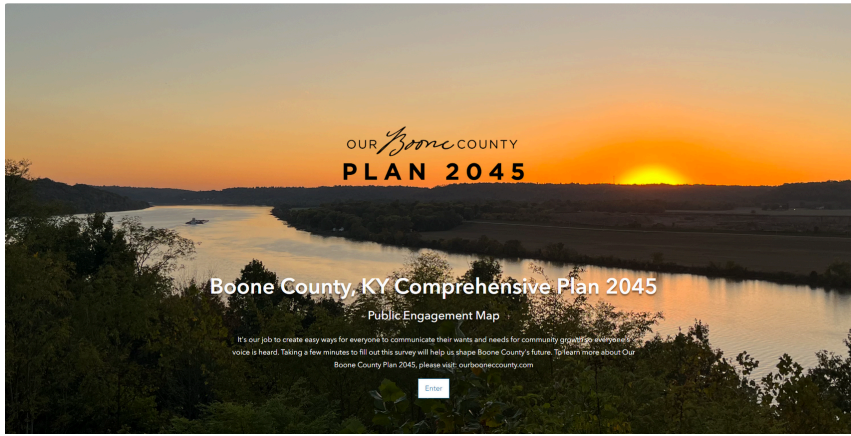 OUR Boone COUNTY
PLAN 2045
Boone County, KY Comprehensive Plan 2045
Public Engagement Map
It's our job to create easy ways for everyone to communicate their wants and needs for community growth so everyone's
voice is heard. Taking a few minutes to fill out this survey will help us shape Boone County's future. To learn more about Our
Boone County Plan 2045, please visit: ourbooneccounty.com
Enter